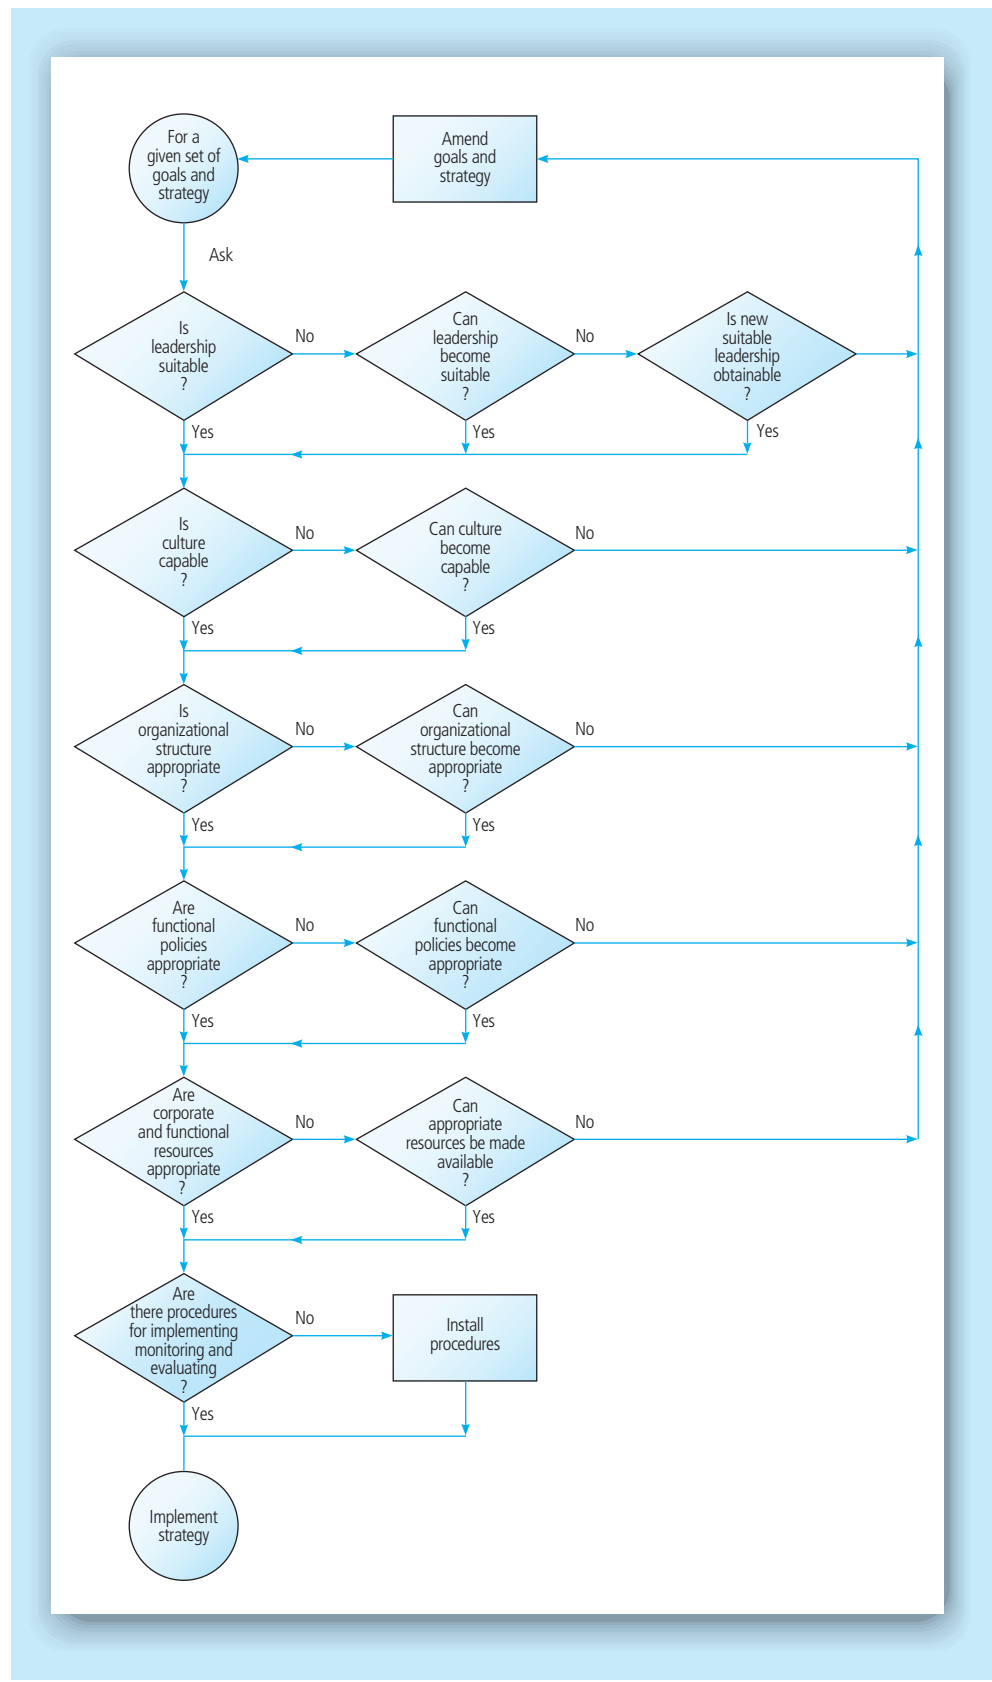 For a
given set of
goals and
strategy
Amend
goals and
strategy
Ask
Is
leadership
suitable
?
No
Can
leadership
become
suitable
?
No
Is new
suitable
leadership
obtainable
?
Yes
Yes
Yes
Is
culture
capable
?
No
Can culture
become
capable
?
No
Yes
Yes
Is
organizational
structure
appropriate
?
No
Can
organizational
structure become
appropriate
?
No
Yes
Yes
Are
functional
policies
appropriate
?
No
Can
functional
policies become
appropriate
?
No
Yes
Yes
Are
corporate
and functional
resources
appropriate
?
No
Can
appropriate
resources be made
available
?
No
Yes
Yes
Are
there procedures
for implementing
monitoring and
evaluating
?
No
Install
procedures
Yes
Implement
strategy